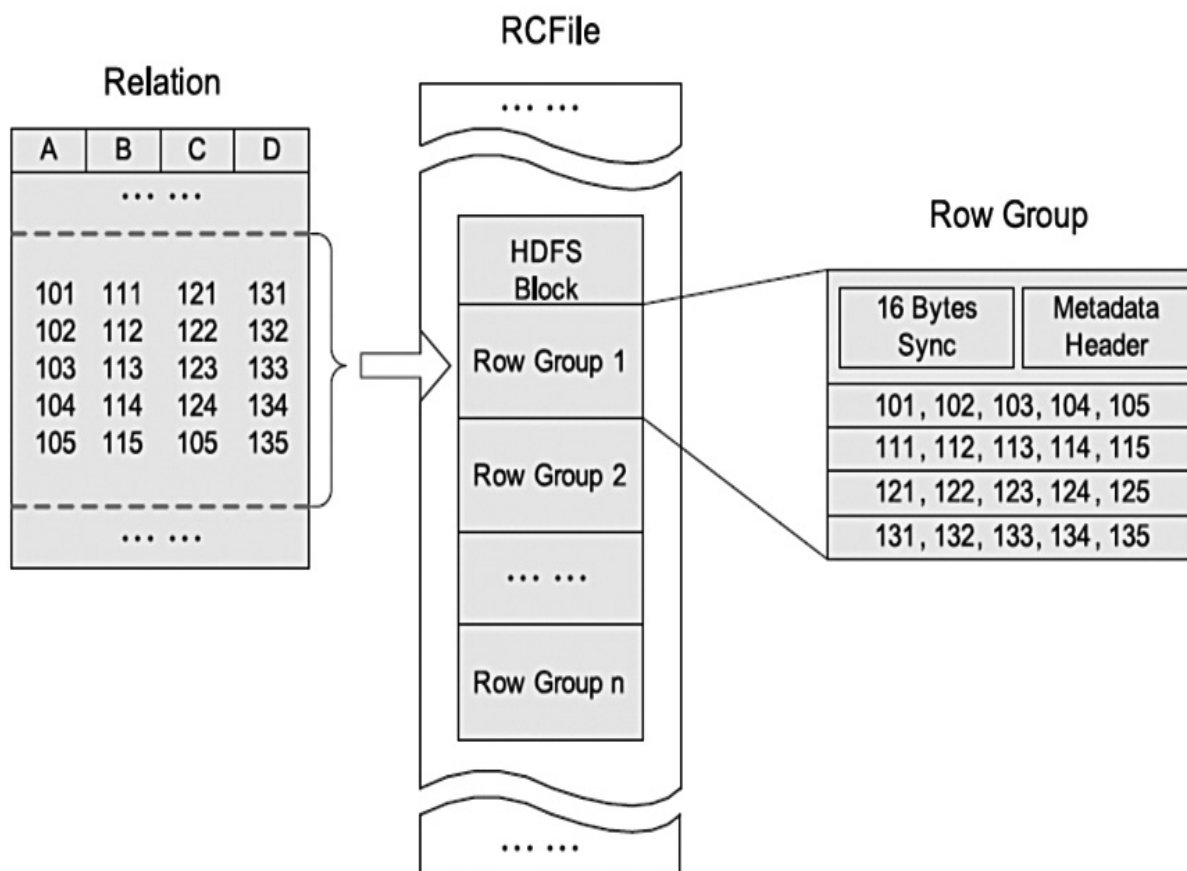 RCFile
Relation
A B C D
... ...
101 111 121 131
102 112 122 132
103 113 123 133
104 114 124 134
105 115 105 135
... ...
... ...
HDFS
Block
Row Group 1
Row Group 2
... ...
Row Group n
... ...
Row Group
16 Bytes
Sync
Metadata
Header
101, 102, 103, 104, 105
111, 112, 113, 114, 115
121, 122, 123, 124, 125
131, 132, 133, 134, 135